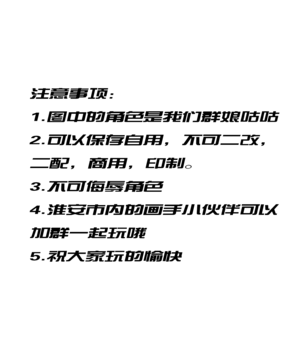 注意事项：
1.图中的角色是我们群娘咕咕
2.可以保存自用，不可二改，
二配，商用，印制。
3.不可侮辱角色
4.淮安市内的画手小伙伴可以
加群一起玩哦
5.祝大家玩的愉快